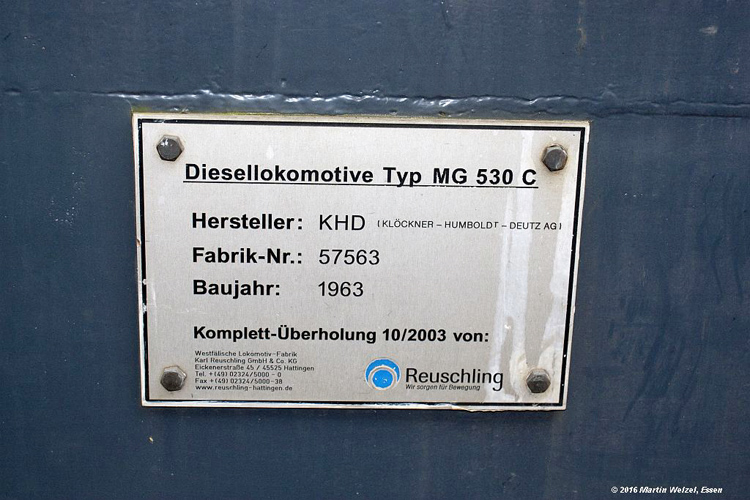 Diesellokomotive Typ MG 530 C
Hersteller: KHD (KLÖCKNER – HUMBOLDT – DEUTZ AG)
Fabrik-Nr.: 57563
Baujahr: 1963
Komplett-Überholung 10/2003 von:
Westfälische Lokomotiv-Fabrik
Karl Reuschling GmbH & Co. KG
Eickenerstraße 45 / 45525 Hattingen
Tel. +(49) 02324/5000 - 0
Fax +(49) 02324/5000-38
www.reuschling-hattingen.de
Reuschling
Wir sorgen für Bewegung
© 2016 Martin Welzel, Essen